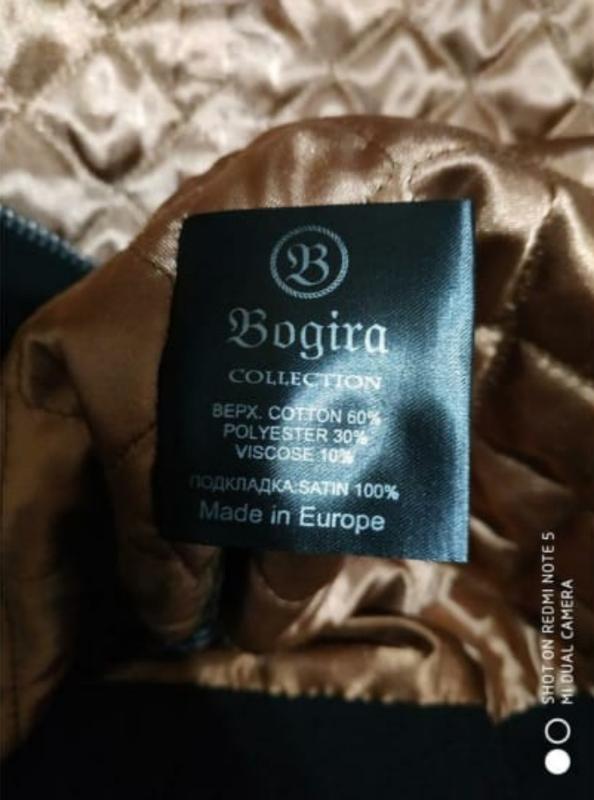 B
Bogira
COLLECTION
ВЕРХ. COTTON 60%
POLYESTER 30%
VISCOSE 10%
ПОДКЛАДКА:SATIN 100%
Made in Europe
SHOT ON REDMI NOTE 5
MI DUAL CAMERA